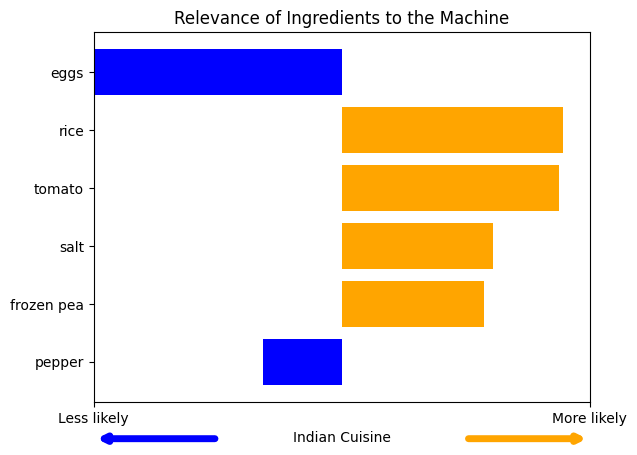 Relevance of Ingredients to the Machine
eggs
rice
tomato
salt
frozen pea
pepper
Less likely
More likely
Indian Cuisine